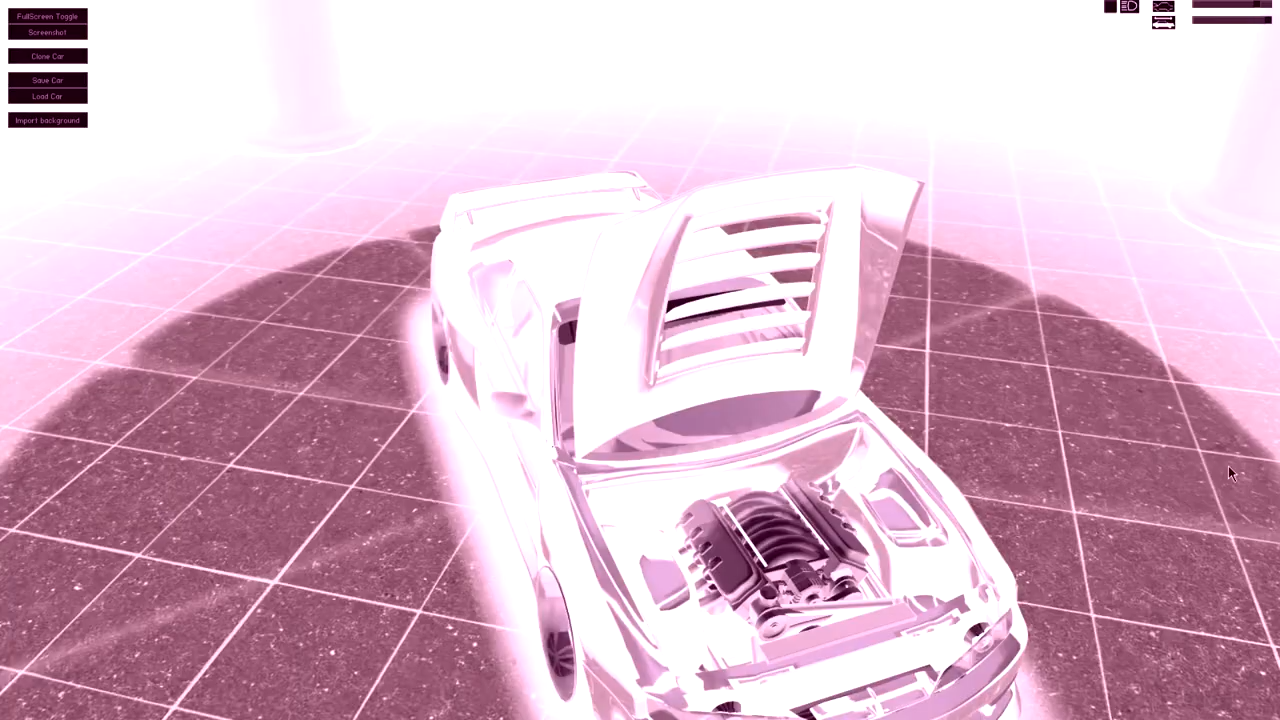 FullScreen Toggle
Screenshot
Clone Car
Save Car
Load Car
Import background